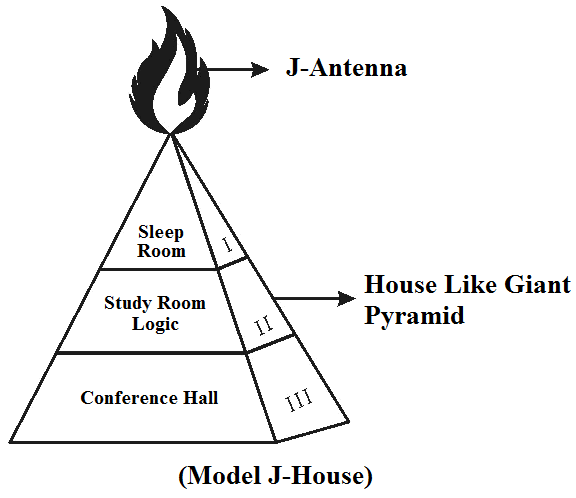 J-Antenna
Sleep
Room
I
House Like Giant
Pyramid
Study Room
Logic
II
Conference Hall
III
(Model J-House)